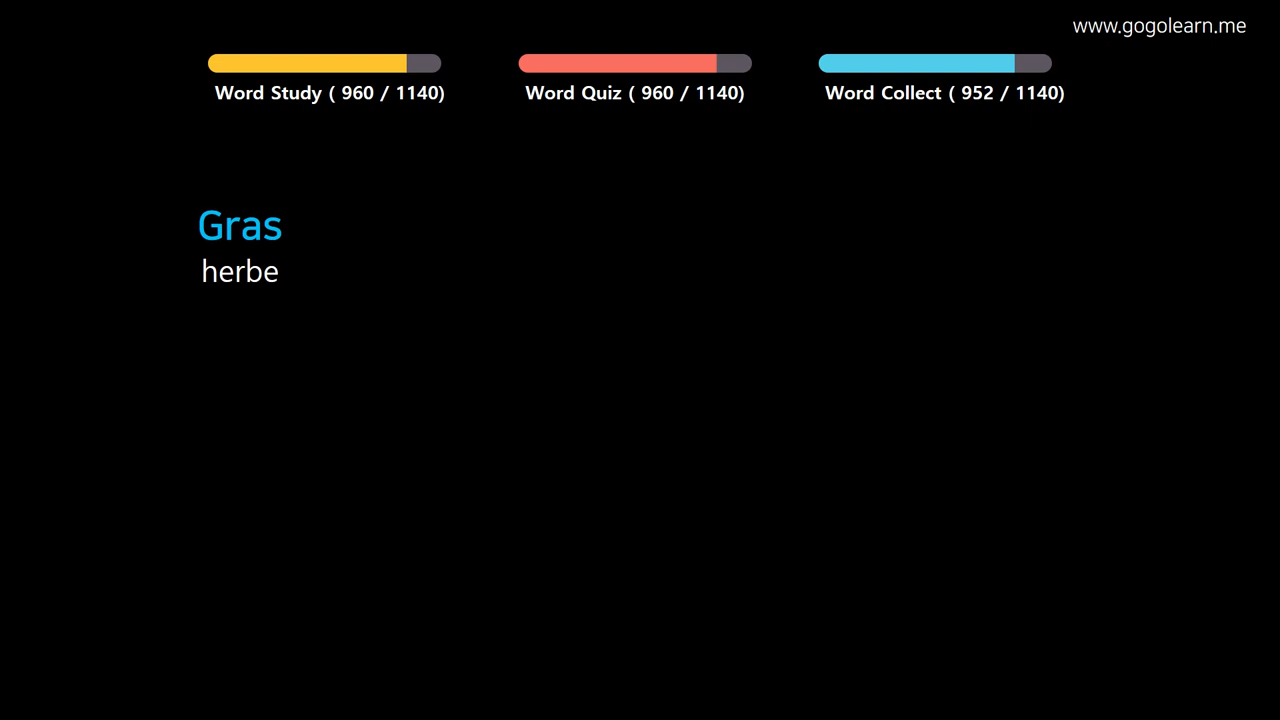 www.gogolearn.me
Word Study ( 960 / 1140)
Word Quiz ( 960 / 1140)
Word Collect ( 952 / 1140)
Gras
herbe